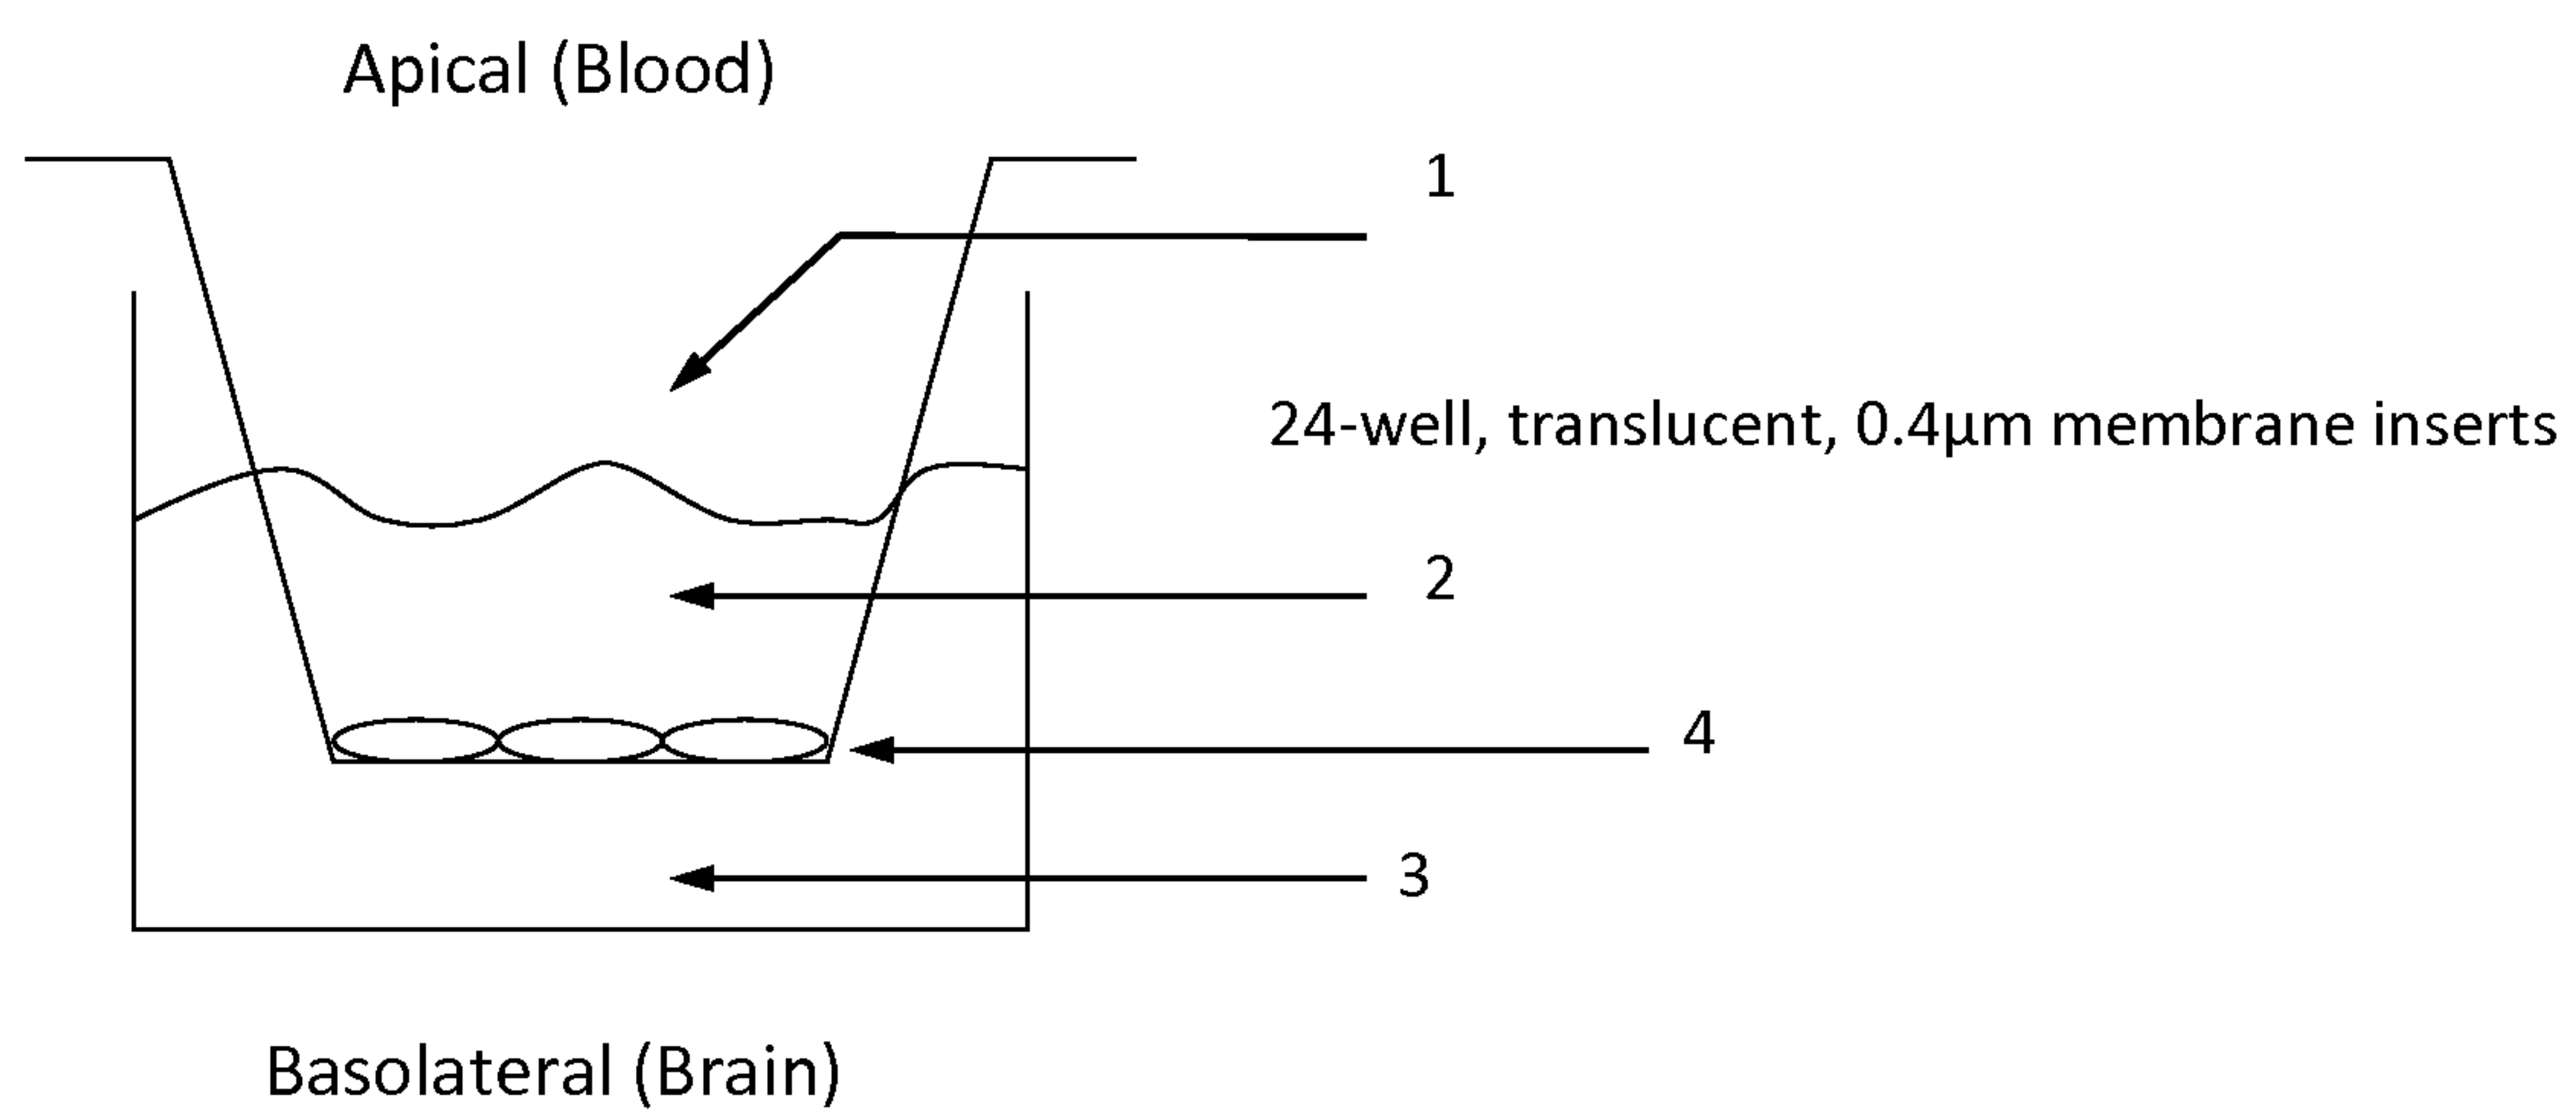 Apical (Blood)
1
24-well, translucent, 0.4µm membrane inserts
2
4
3
Basolateral (Brain)